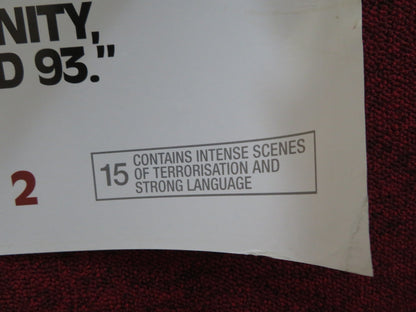 NITY,
D 93."
2
15 CONTAINS INTENSE SCENES
OF TERRORISATION AND
STRONG LANGUAGE